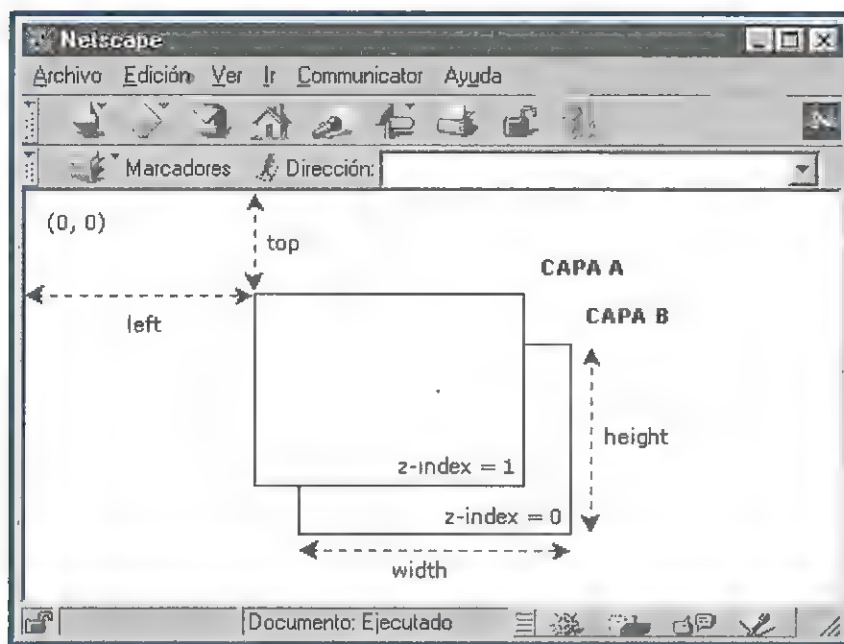 Netscape
Archivo Edición Ver Ir Communicator Ayuda
Marcadores Dirección:
(0, 0)
top
CAPA A
left
CAPA B
height
z-index = 1
z-index = 0
width
Documento: Ejecutado